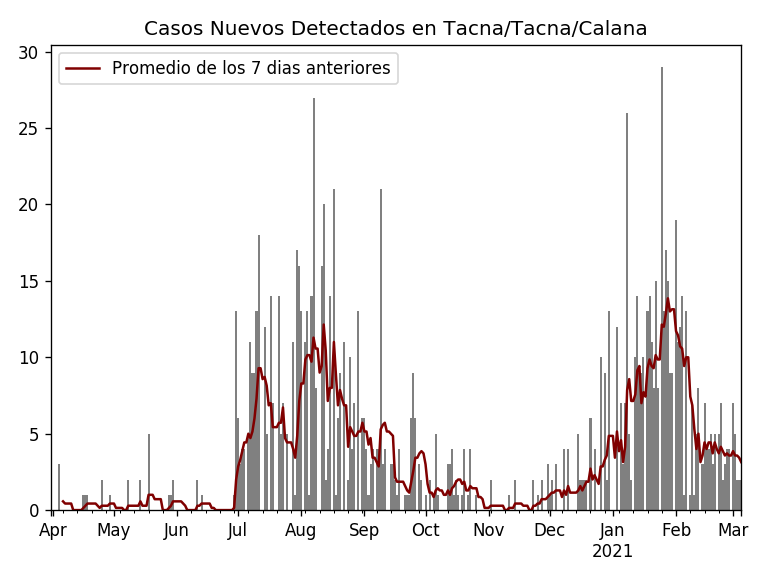 Casos Nuevos Detectados en Tacna/Tacna/Calana
Promedio de los 7 dias anteriores
30
25
20
15
10
5
0
Apr May Jun Jul Aug Sep Oct Nov Dec Jan Feb Mar
2021